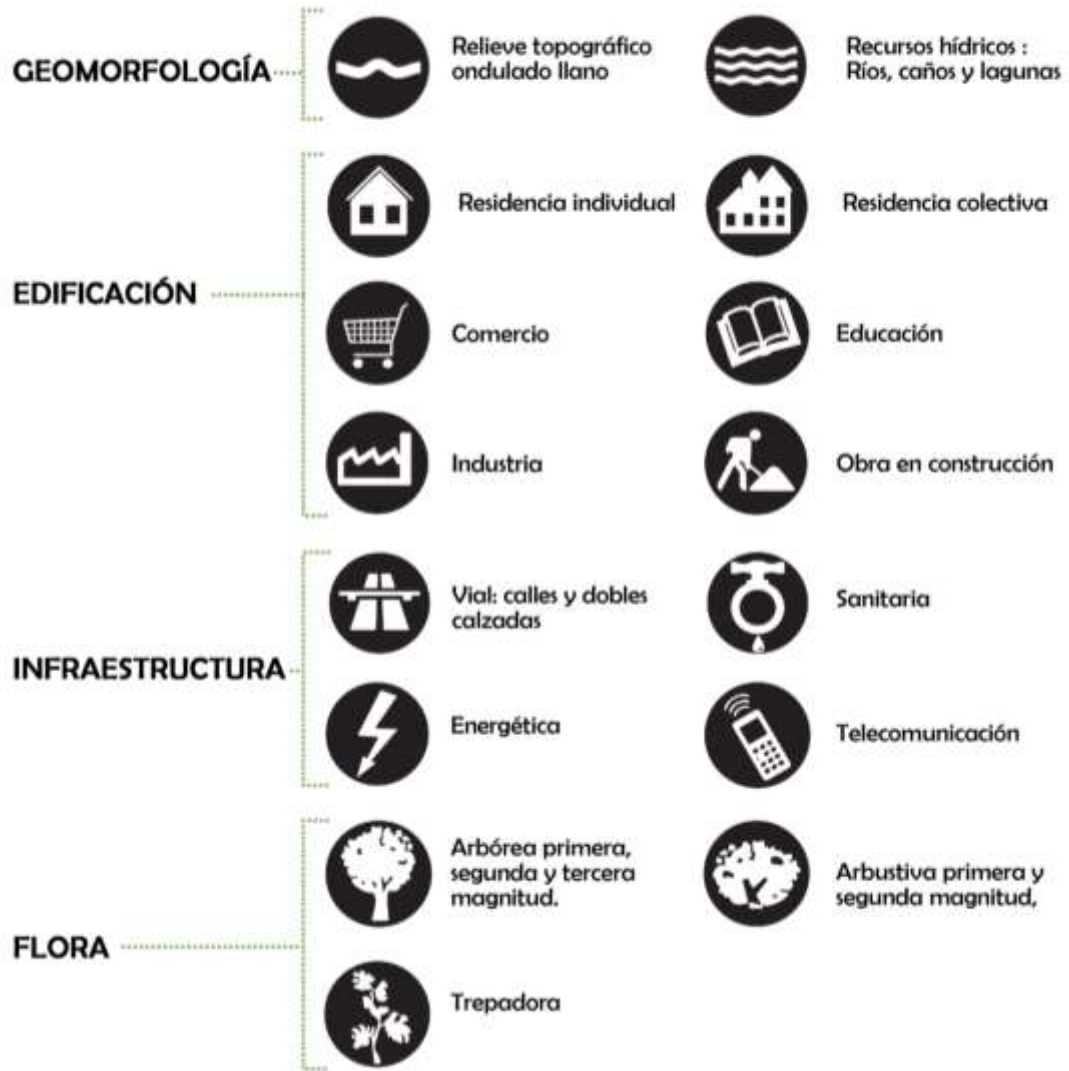 GEOMORFOLOGÍA
Relieve topográfico
ondulado llano
Recursos hídricos :
Ríos, caños y lagunas
EDIFICACIÓN
Residencia individual
Residencia colectiva
Comercio
Educación
Industria
Obra en construcción
INFRAESTRUCTURA
Vial: calles y dobles
calzadas
Sanitaria
Energética
Telecomunicación
FLORA
Arbórea primera,
segunda y tercera
magnitud.
Arbustiva primera y
segunda magnitud,
Trepadora